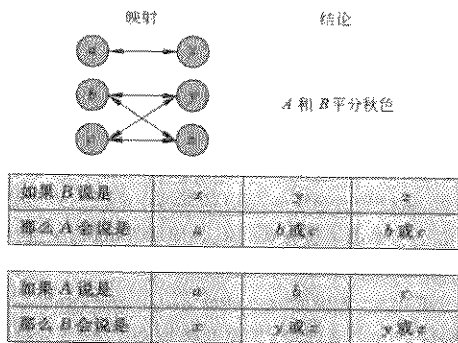 映射 结论
a x
b y
A 和 B 平分秋色
c z
如果 B 说是 x y z
那么 A 会说是 a b 或 c b 或 c
如果 A 说是 a b c
那么 B 会说是 x y 或 z y 或 z